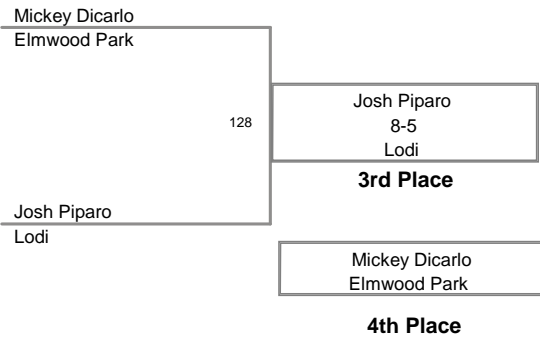 Mickey Dicarlo
Elmwood Park
128
Josh Piparo
8-5
Lodi
3rd Place
Josh Piparo
Lodi
Mickey Dicarlo
Elmwood Park
4th Place